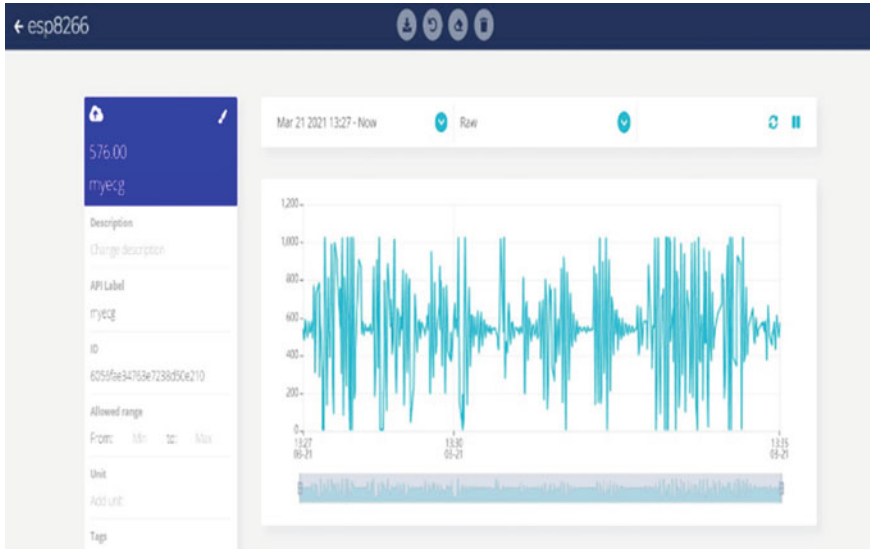 esp8266
576.00
myecg
Description
Change description
API Label
myecg
ID
Allowed range
From: Min to: Max
Unit
Add unit
Tags
Mar 21 2021 13:27 - Now
Raw
1,200
1,000
800
600
400
200
0
13:27 13:30 13:35
03-21 03-21 03-21